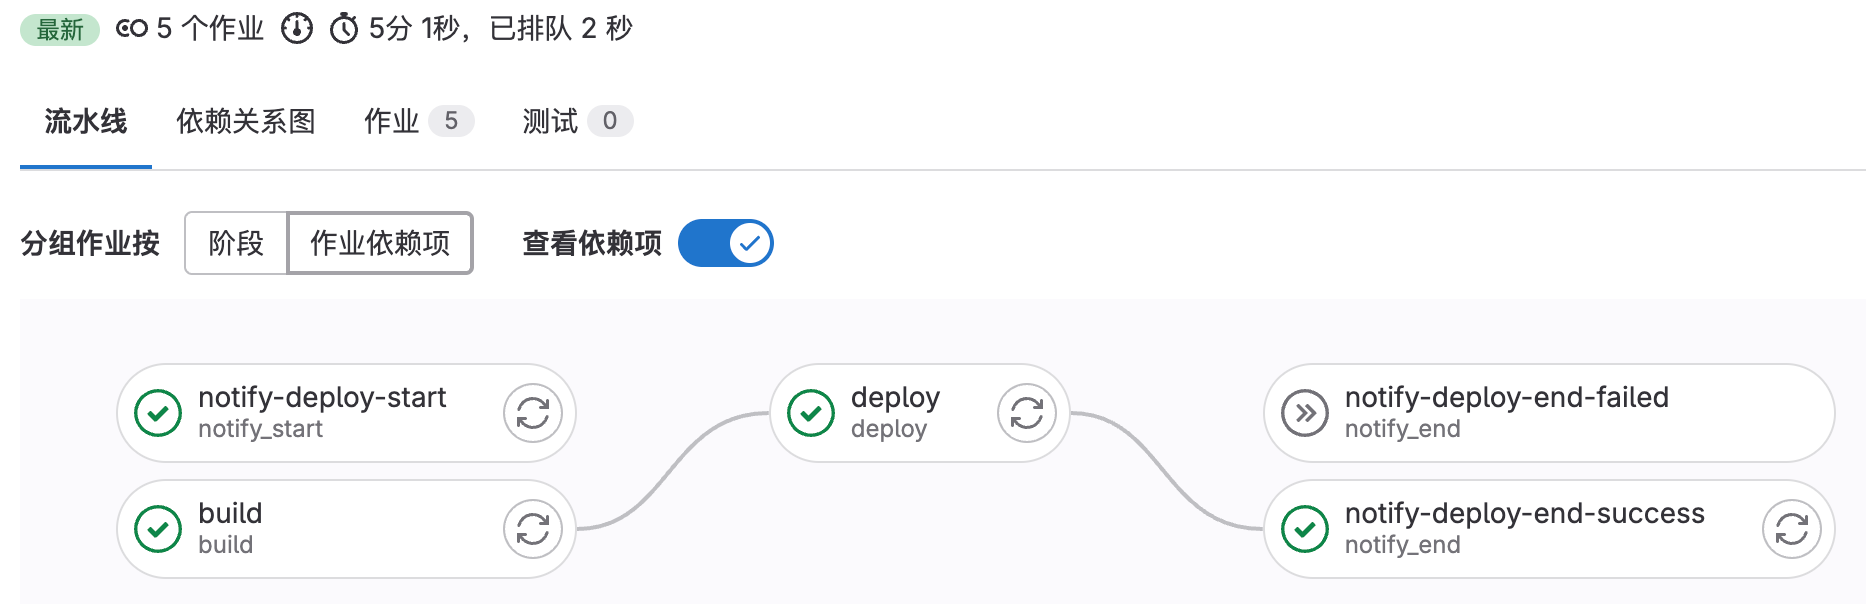 最新 5 个作业 5分 1秒，已排队 2 秒
流水线 依赖关系图 作业 5 测试 0
分组作业按 阶段 作业依赖项 查看依赖项
notify-deploy-start
notify_start
build
build
deploy
deploy
notify-deploy-end-failed
notify_end
notify-deploy-end-success
notify_end